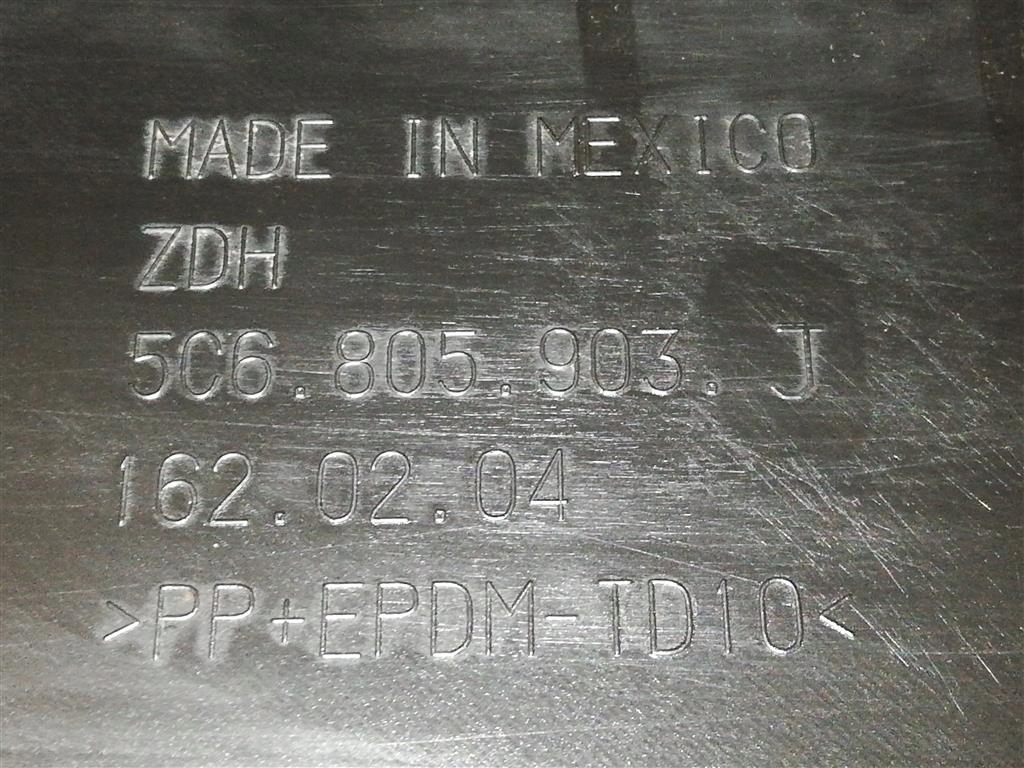 MADE IN MEXICO
ZDH
5C6.805.903. J
162.02.04
>PP+EPDM-TD10<